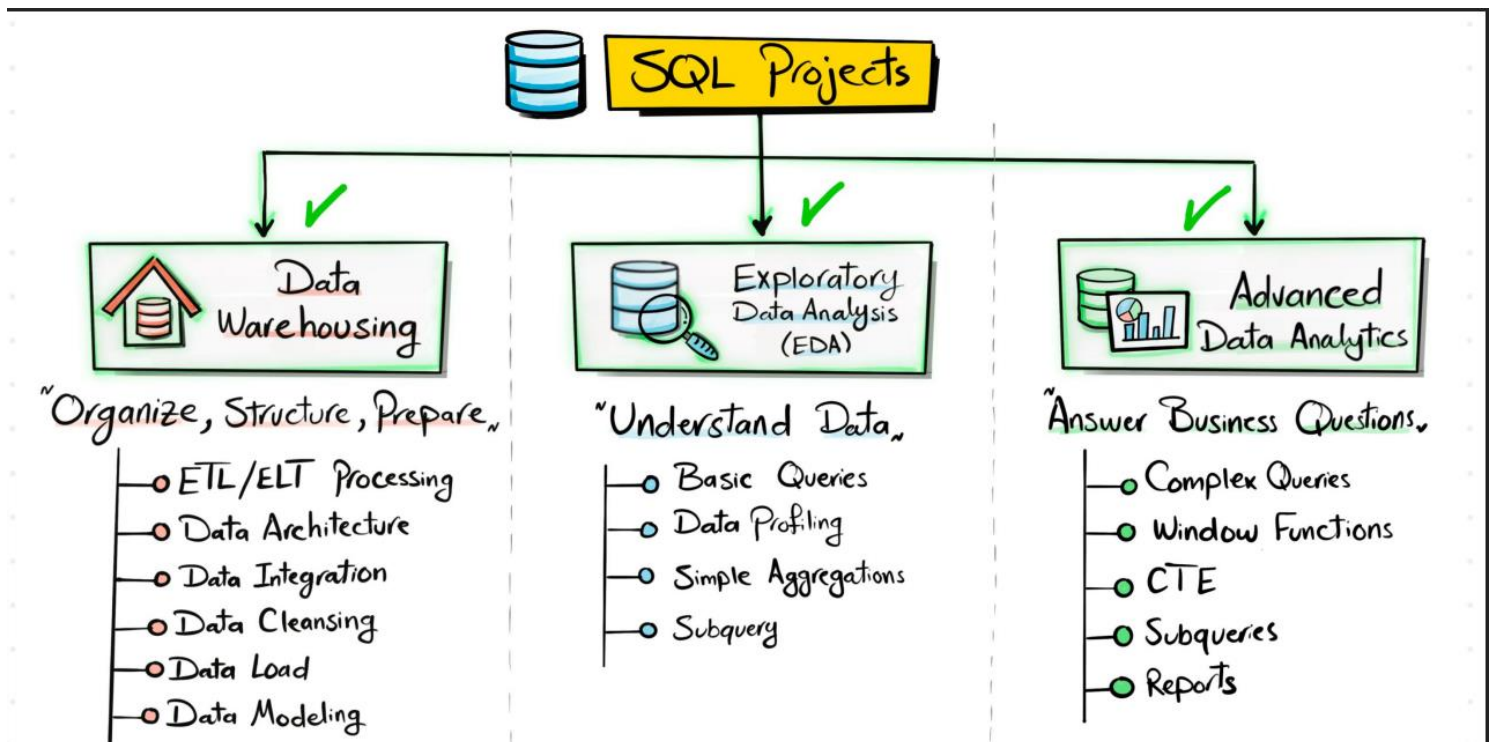 SQL Projects
Data
Warehousing
"Organize, Structure, Prepare"
ETL/ELT Processing
Data Architecture
Data Integration
Data Cleansing
Data Load
Data Modeling
Exploratory
Data Analysis
(EDA)
"Understand Data"
Basic Queries
Data Profiling
Simple Aggregations
Subquery
Advanced
Data Analytics
"Answer Business Questions"
Complex Queries
Window Functions
CTE
Subqueries
Reports